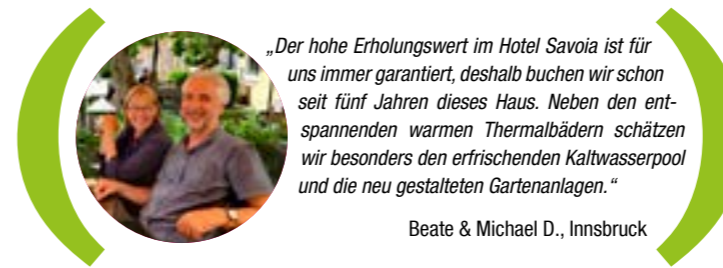 „Der hohe Erholungswert im Hotel Savoia ist für
uns immer garantiert, deshalb buchen wir schon
seit fünf Jahren dieses Haus. Neben den ent-
spannenden warmen Thermalbädern schätzen
wir besonders den erfrischenden Kaltwasserpool
und die neu gestalteten Gartenanlagen.“
Beate & Michael D., Innsbruck